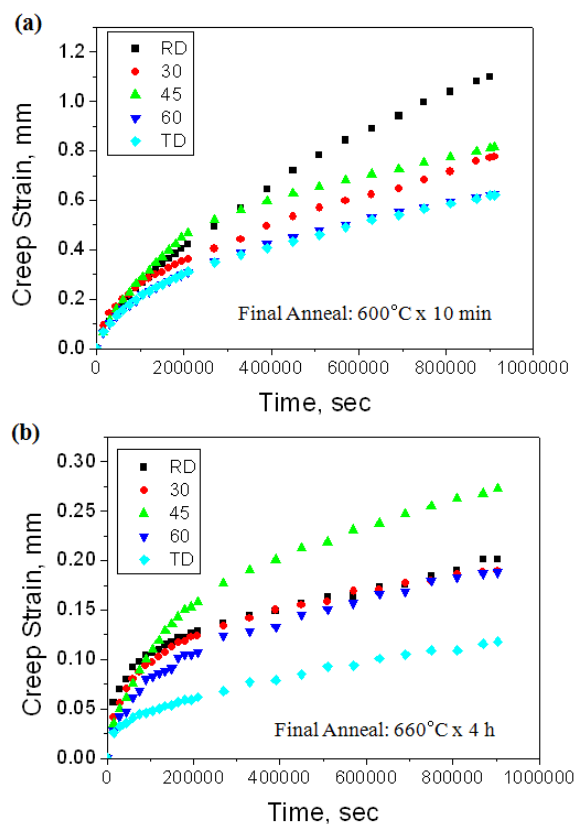 (a)
RD
30
45
60
TD
1.2
1.0
0.8
0.6
0.4
0.2
0.0
Creep Strain, mm
Final Anneal: 600°C x 10 min
0 200000 400000 600000 800000 1000000
Time, sec
(b)
RD
30
45
60
TD
0.30
0.25
0.20
0.15
0.10
0.05
0.00
Creep Strain, mm
Final Anneal: 660°C x 4 h
0 200000 400000 600000 800000 1000000
Time, sec